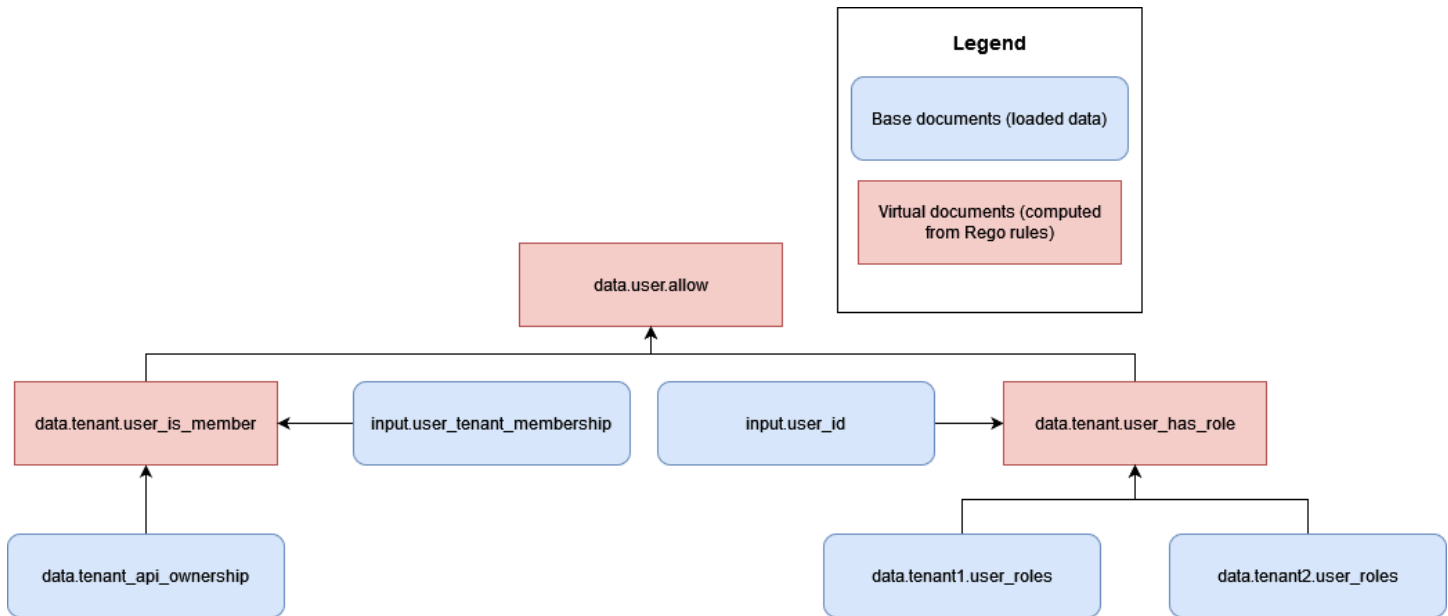 Legend
Base documents (loaded data)
Virtual documents (computed
from Rego rules)
data.user.allow
data.tenant.user_is_member
input.user_tenant_membership
input.user_id
data.tenant.user_has_role
data.tenant_api_ownership
data.tenant1.user_roles
data.tenant2.user_roles